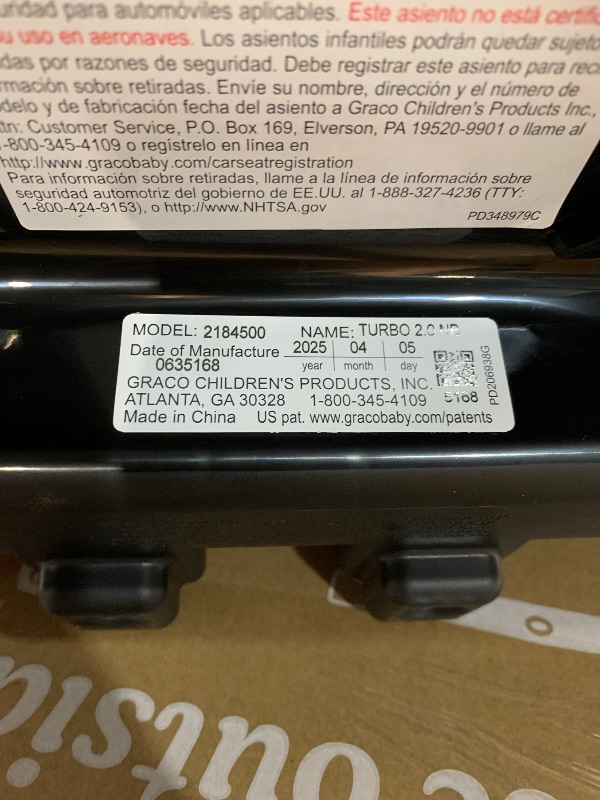 uridad para automóviles aplicables. Este asiento no está certific
u uso en aeronaves. Los asientos infantiles podrán quedar sujeto
das por razones de seguridad. Debe registrar este asiento para reci
rmación sobre retiradas. Envíe su nombre, dirección y el número de
delo y de fabricación fecha del asiento a Graco Children's Products Inc.,
ttn: Customer Service, P.O. Box 169, Elverson, PA 19520-9901 o llame al
-800-345-4109 o regístrelo en línea en
http://www.gracobaby.com/carseatregistration
Para información sobre retiradas, llame a la línea de información sobre
seguridad automotriz del gobierno de EE.UU. al 1-888-327-4236 (TTY:
1-800-424-9153), o http://www.NHTSA.gov
PD348979C
MODEL: 2184500 NAME: TURBO 2.0 NB
Date of Manufacture 2025 04 05
0635168 year month day
GRACO CHILDREN'S PRODUCTS, INC.
ATLANTA, GA 30328 1-800-345-4109 5168
Made in China US pat. www.gracobaby.com/patents
PD206938G
outsid